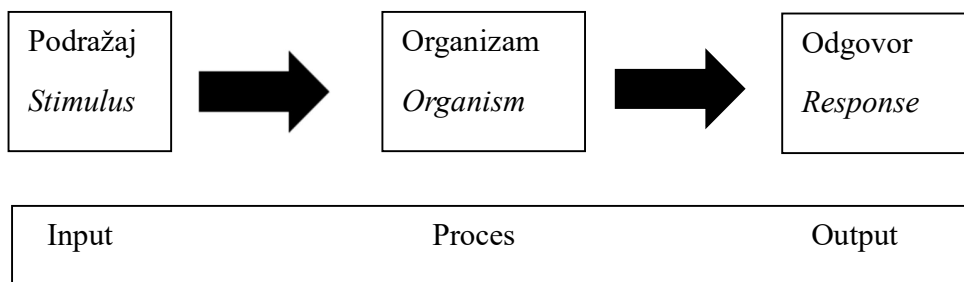 Podražaj
Stimulus
Organizam
Organism
Odgovor
Response
Input Proces Output